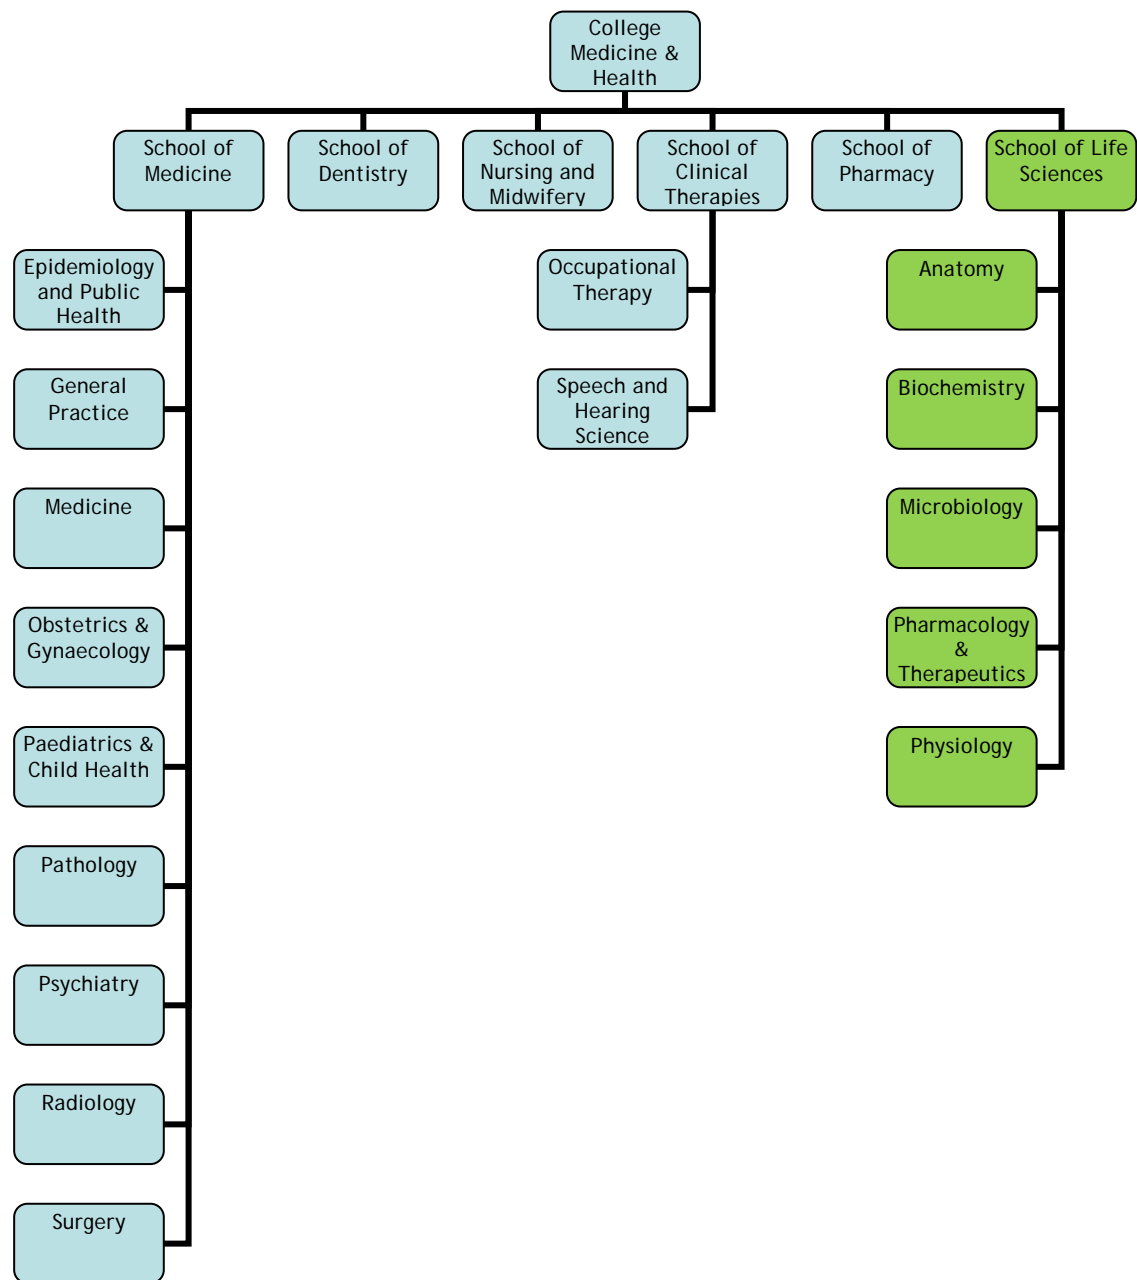 College
Medicine &
Health
School of
Medicine
School of
Dentistry
School of
Nursing and
Midwifery
School of
Clinical
Therapies
School of
Pharmacy
School of Life
Sciences
Epidemiology
and Public
Health
General
Practice
Medicine
Obstetrics &
Gynaecology
Paediatrics &
Child Health
Pathology
Psychiatry
Radiology
Surgery
Occupational
Therapy
Speech and
Hearing
Science
Anatomy
Biochemistry
Microbiology
Pharmacology
&
Therapeutics
Physiology